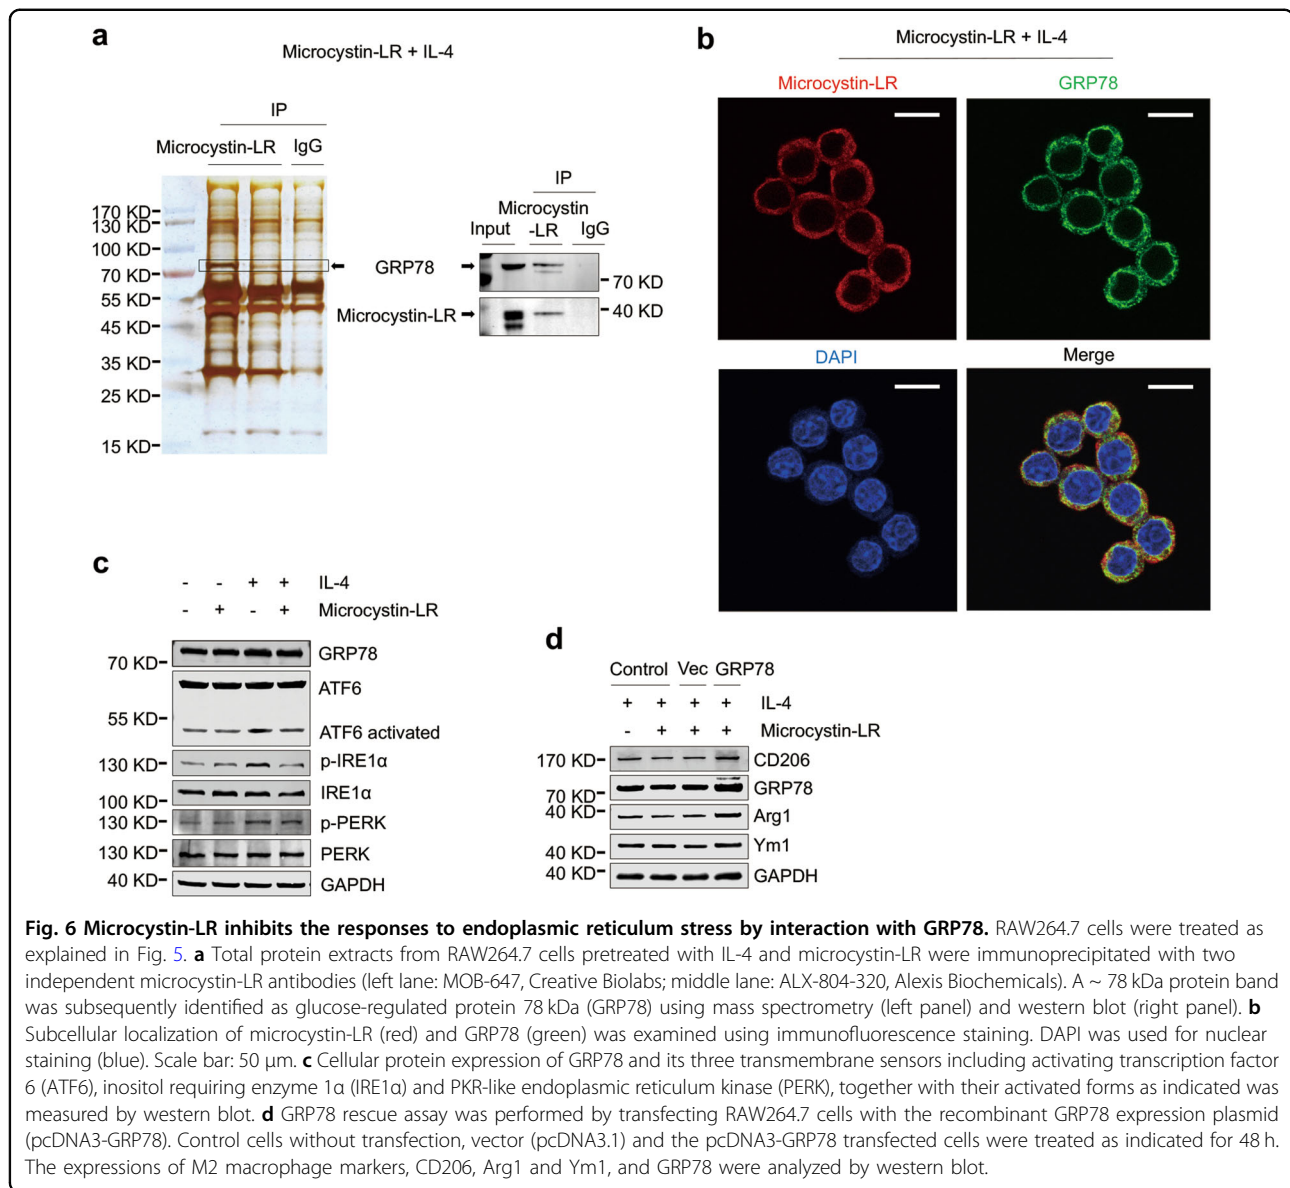 a
Microcystin-LR + IL-4
IP
Microcystin-LR IgG
170 KD
130 KD
100 KD
70 KD
55 KD
45 KD
35 KD
25 KD
15 KD
GRP78
Microcystin-LR
IP
Microcystin
Input -LR IgG
70 KD
40 KD
b
Microcystin-LR + IL-4
Microcystin-LR GRP78
DAPI Merge
c
- - + + IL-4
- + - + Microcystin-LR
70 KD GRP78
ATF6
55 KD
ATF6 activated
130 KD p-IRE1α
100 KD IRE1α
130 KD p-PERK
130 KD PERK
40 KD GAPDH
d
Control Vec GRP78
+ + + + IL-4
- + + + Microcystin-LR
170 KD CD206
70 KD GRP78
40 KD Arg1
40 KD Ym1
40 KD GAPDH
Fig. 6 Microcystin-LR inhibits the responses to endoplasmic reticulum stress by interaction with GRP78. RAW264.7 cells were treated as
explained in Fig. 5. a Total protein extracts from RAW264.7 cells pretreated with IL-4 and microcystin-LR were immunoprecipitated with two
independent microcystin-LR antibodies (left lane: MOB-647, Creative Biolabs; middle lane: ALX-804-320, Alexis Biochemicals). A ~ 78 kDa protein band
was subsequently identified as glucose-regulated protein 78 kDa (GRP78) using mass spectrometry (left panel) and western blot (right panel). b
Subcellular localization of microcystin-LR (red) and GRP78 (green) was examined using immunofluorescence staining. DAPI was used for nuclear
staining (blue). Scale bar: 50 μm. c Cellular protein expression of GRP78 and its three transmembrane sensors including activating transcription factor
6 (ATF6), inositol requiring enzyme 1α (IRE1α) and PKR-like endoplasmic reticulum kinase (PERK), together with their activated forms as indicated was
measured by western blot. d GRP78 rescue assay was performed by transfecting RAW264.7 cells with the recombinant GRP78 expression plasmid
(pcDNA3-GRP78). Control cells without transfection, vector (pcDNA3.1) and the pcDNA3-GRP78 transfected cells were treated as indicated for 48 h.
The expressions of M2 macrophage markers, CD206, Arg1 and Ym1, and GRP78 were analyzed by western blot.